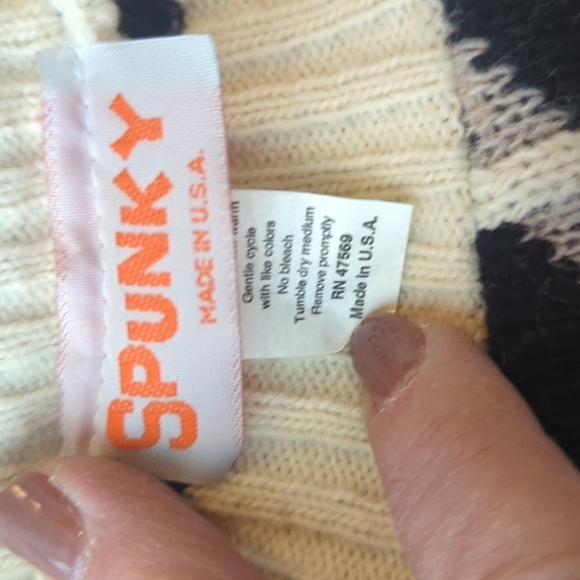 SPUNKY
MADE IN U.S.A.
warm
Gentle cycle
with like colors
No bleach
Tumble dry medium
Remove promptly
RN 47569
Made In U.S.A.